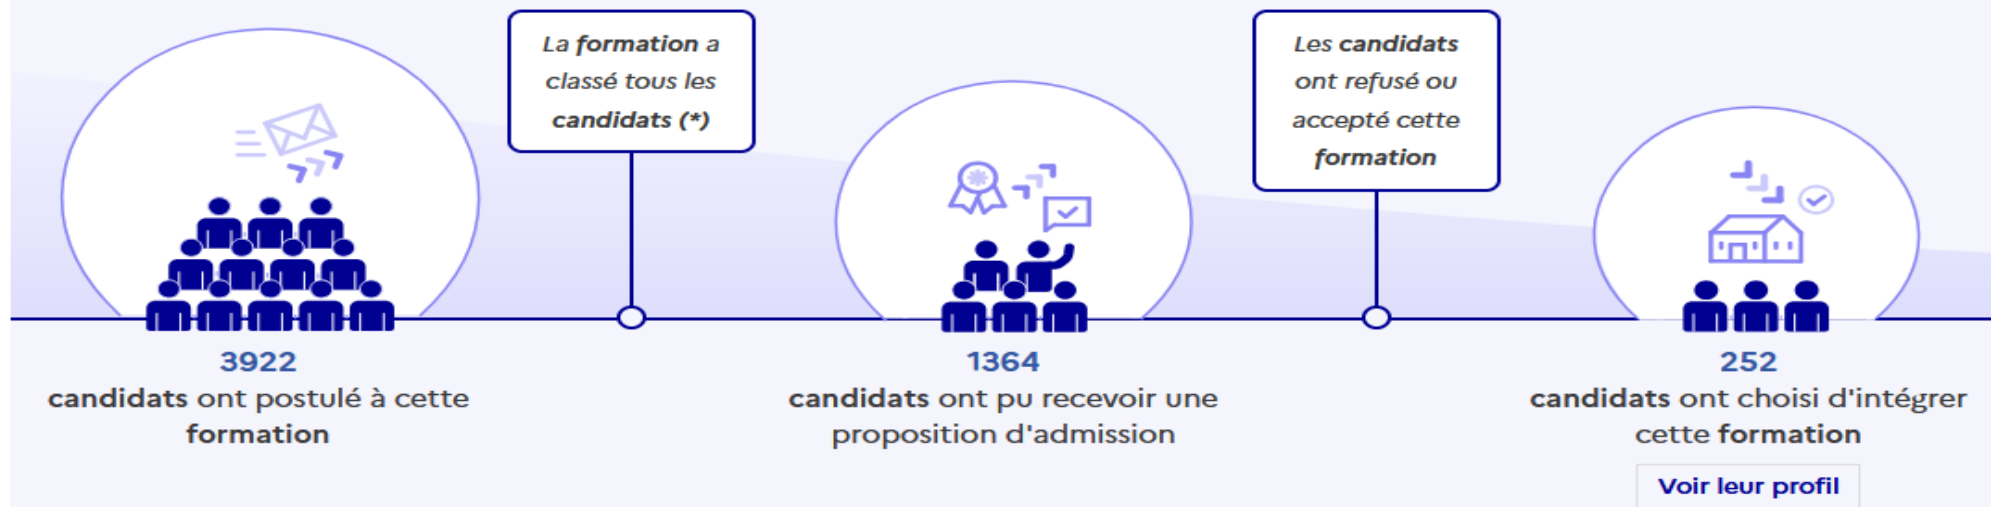 La formation a
classé tous les
candidats (*)
Les candidats
ont refusé ou
accepté cette
formation
3922
candidats ont postulé à cette
formation
1364
candidats ont pu recevoir une
proposition d'admission
252
candidats ont choisi d'intégrer
cette formation
Voir leur profil